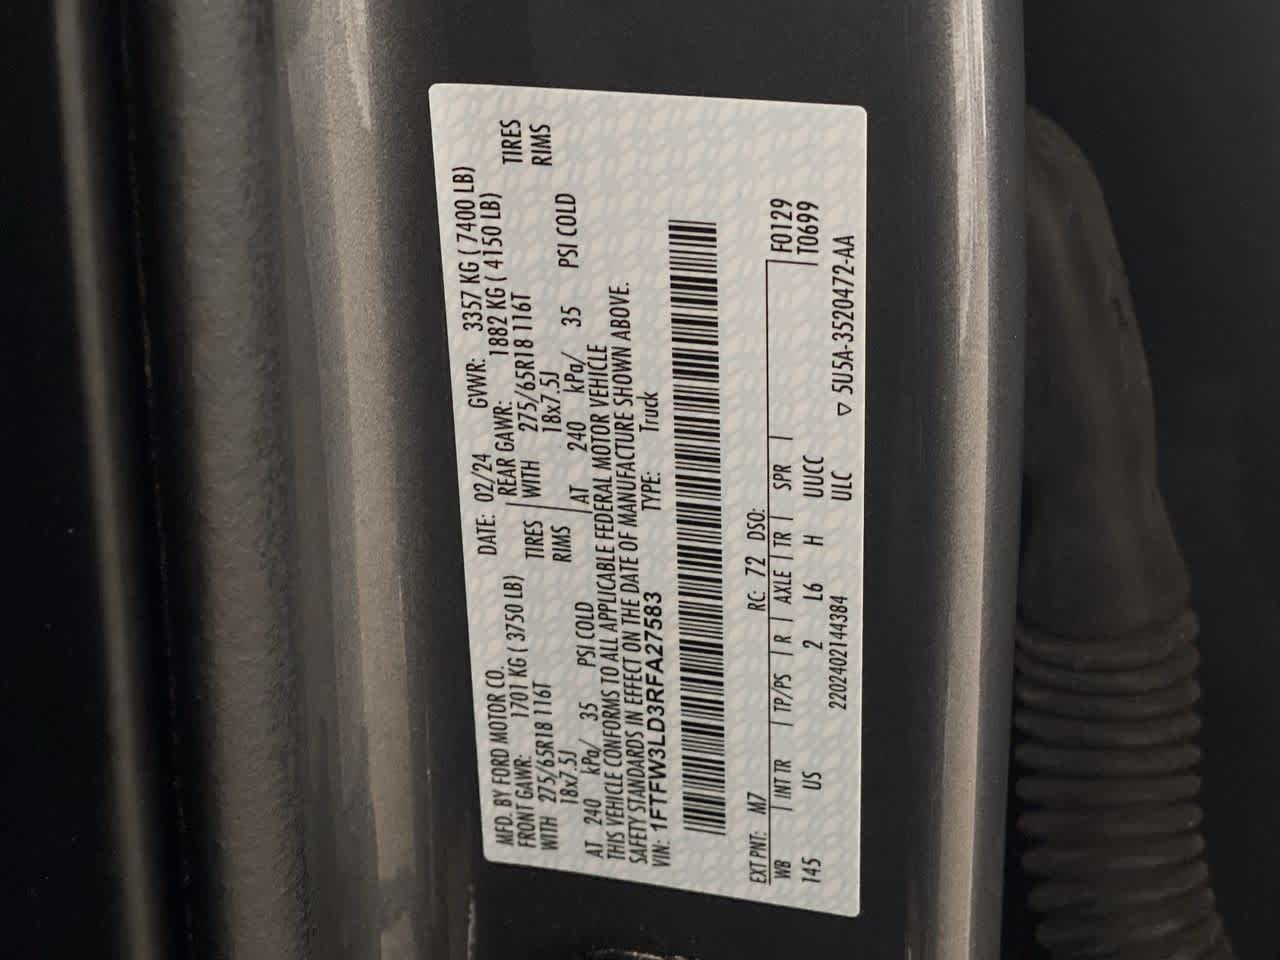 MFD. BY FORD MOTOR CO. DATE: 02/24 GVWR: 3357 KG ( 7400 LB)
FRONT GAWR: 1701 KG ( 3750 LB) REAR GAWR: 1882 KG ( 4150 LB)
WITH 275/65R18 116T TIRES WITH 275/65R18 116T TIRES
18x7.5J RIMS 18x7.5J RIMS
AT 240 kPa/ 35 PSI COLD AT 240 kPa/ 35 PSI COLD
THIS VEHICLE CONFORMS TO ALL APPLICABLE FEDERAL MOTOR VEHICLE
SAFETY STANDARDS IN EFFECT ON THE DATE OF MANUFACTURE SHOWN ABOVE.
VIN: 1FTFW3LD3RFA27583 TYPE: Truck
EXT PNT: M7 RC: 72 DSO:
WB INT TR TP/PS R AXLE TR SPR F0129
145 US 2 L6 H UUCC T0699
2202402144384 ULC ▽ 5U5A-3520472-AA